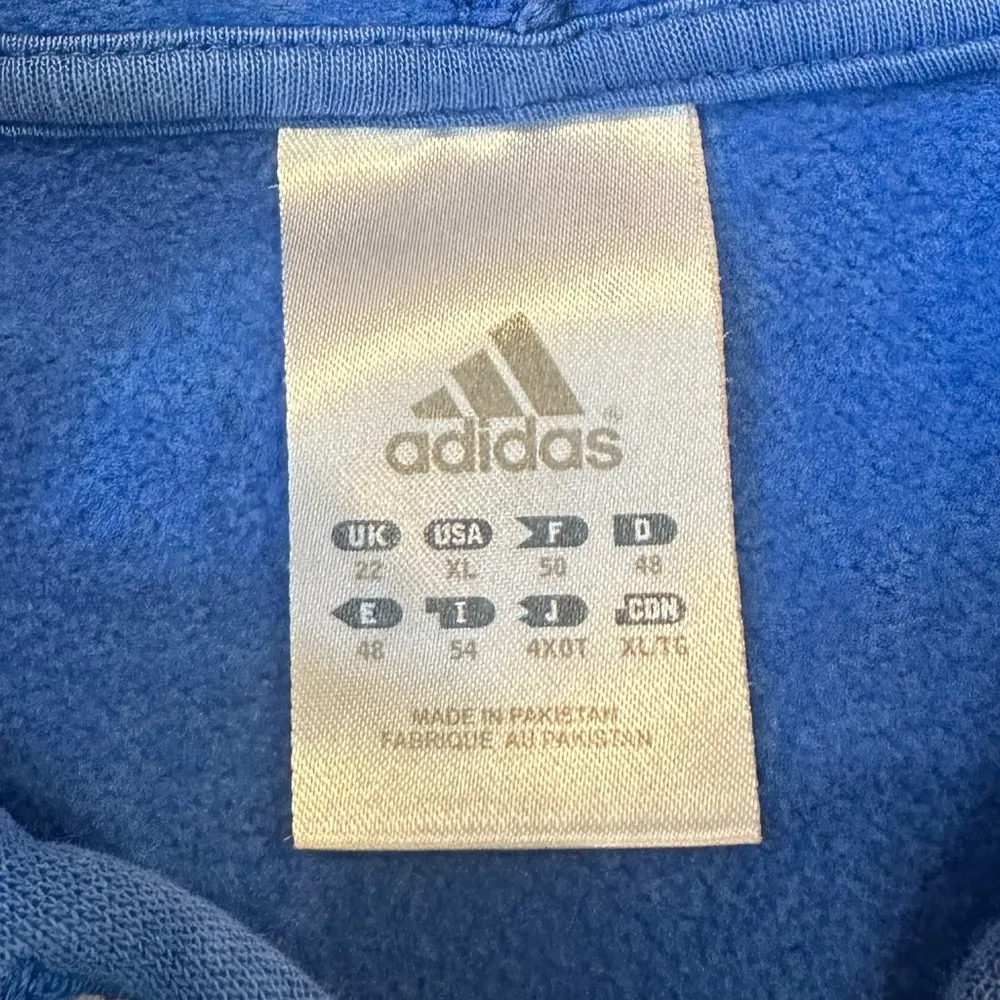 adidas®
UK USA F D
22 XL 50 48
E I J CDN
48 54 4XOT XL/TG
MADE IN PAKISTAN
FABRIQUE AU PAKISTAN